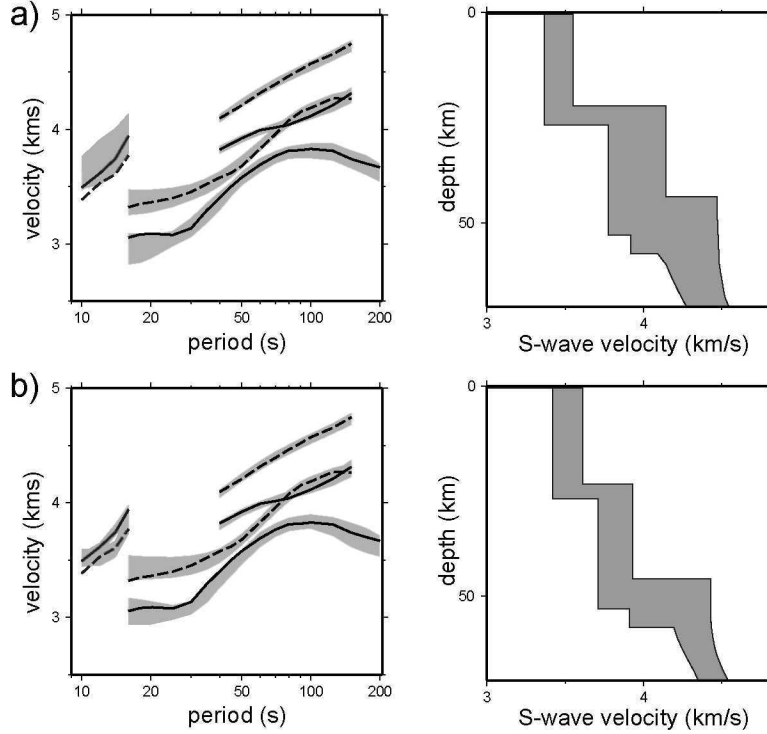 a)
5
4
3
velocity (kms)
10 20 50 100 200
period (s)
0
50
depth (km)
3 4
S-wave velocity (km/s)
b)
5
4
3
velocity (kms)
10 20 50 100 200
period (s)
0
50
depth (km)
3 4
S-wave velocity (km/s)